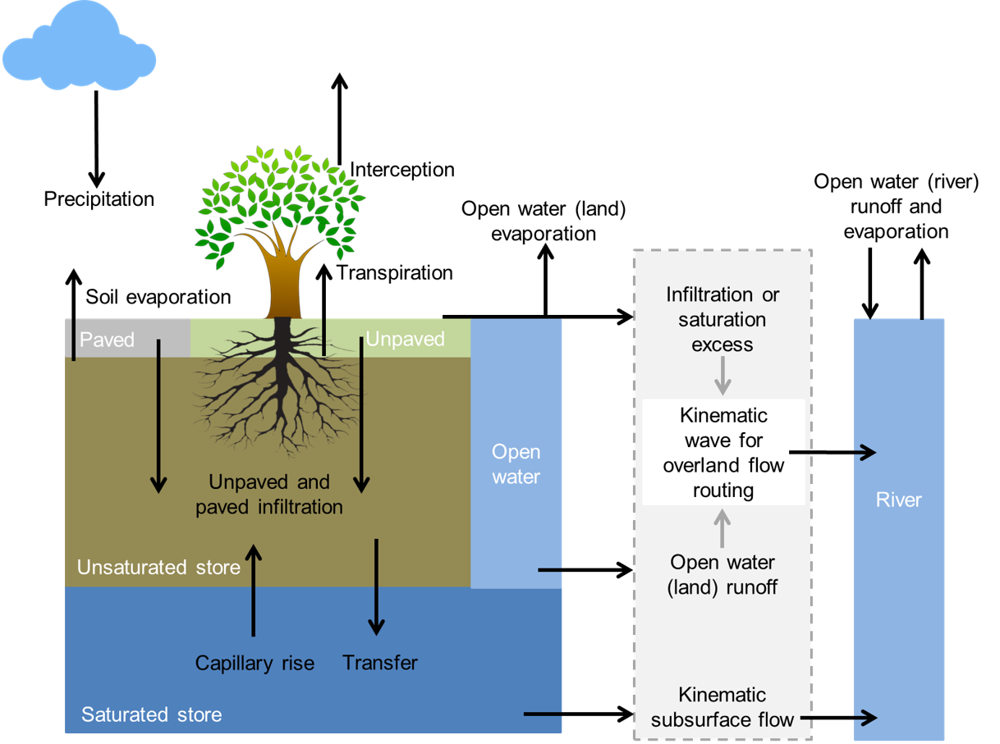 Precipitation
Interception
Open water (land)
evaporation
Open water (river)
runoff and
evaporation
Soil evaporation
Transpiration
Paved
Unpaved
Infiltration or
saturation
excess
Kinematic
wave for
overland flow
routing
Open
water
Unpaved and
paved infiltration
River
Unsaturated store
Open water
(land) runoff
Capillary rise
Transfer
Saturated store
Kinematic
subsurface flow